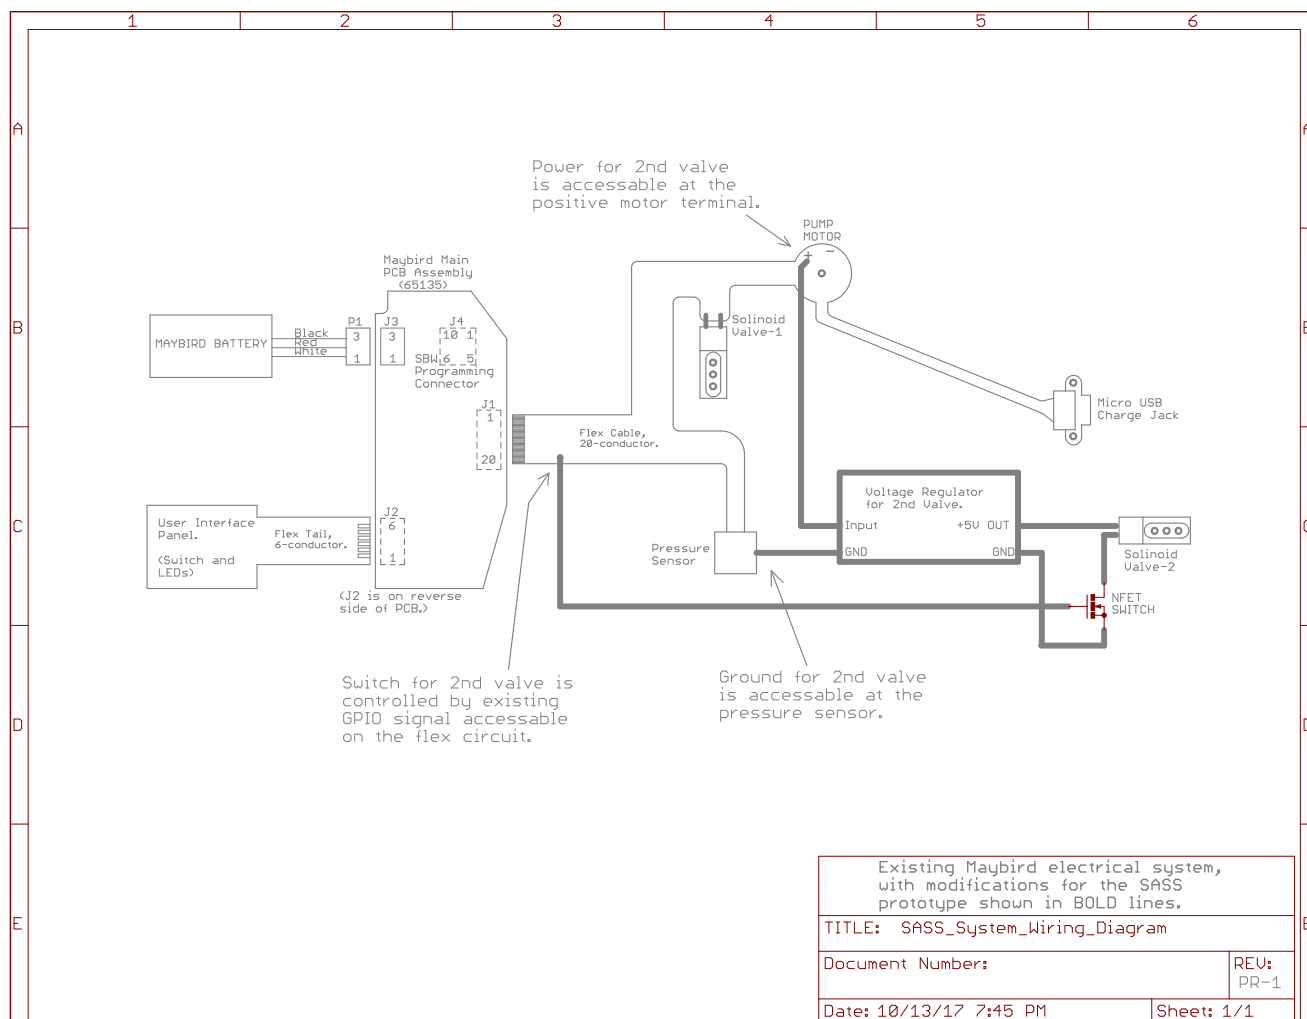 1 2 3 4 5 6
A A
Power for 2nd valve
is accessable at the
positive motor terminal.
PUMP
MOTOR
+ -
Maybird Main
PCB Assembly
(65135)
B B
MAYBIRD BATTERY
Black
Red
White
P1
3
1
J3
3
1
J4
10 1
6 5
SBW
Programming
Connector
Solinoid
Valve-1
Micro USB
Charge Jack
J1
1
20
Flex Cable,
20-conductor.
C C
User Interface
Panel.
(Switch and
LEDs)
Flex Tail,
6-conductor.
J2
6
1
(J2 is on reverse
side of PCB.)
Pressure
Sensor
Voltage Regulator
for 2nd Valve.
Input +5V OUT
GND GND
Solinoid
Valve-2
NFET
SWITCH
Switch for 2nd valve is
controlled by existing
GPIO signal accessable
on the flex circuit.
Ground for 2nd valve
is accessable at the
pressure sensor.
D D
E E
Existing Maybird electrical system,
with modifications for the SASS
prototype shown in BOLD lines.
TITLE: SASS_System_Wiring_Diagram
Document Number:
REV:
PR-1
Date: 10/13/17 7:45 PM Sheet: 1/1